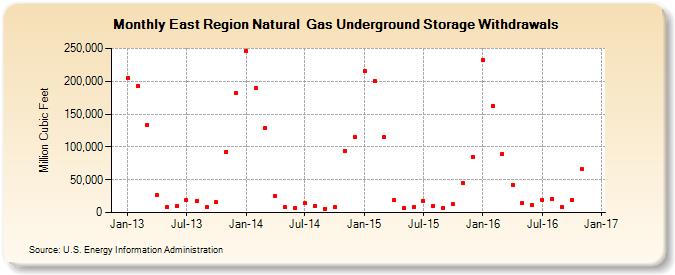 Monthly East Region Natural Gas Underground Storage Withdrawals
Million Cubic Feet
250,000
200,000
150,000
100,000
50,000
0
Jan-13 Jul-13 Jan-14 Jul-14 Jan-15 Jul-15 Jan-16 Jul-16 Jan-17
Source: U.S. Energy Information Administration